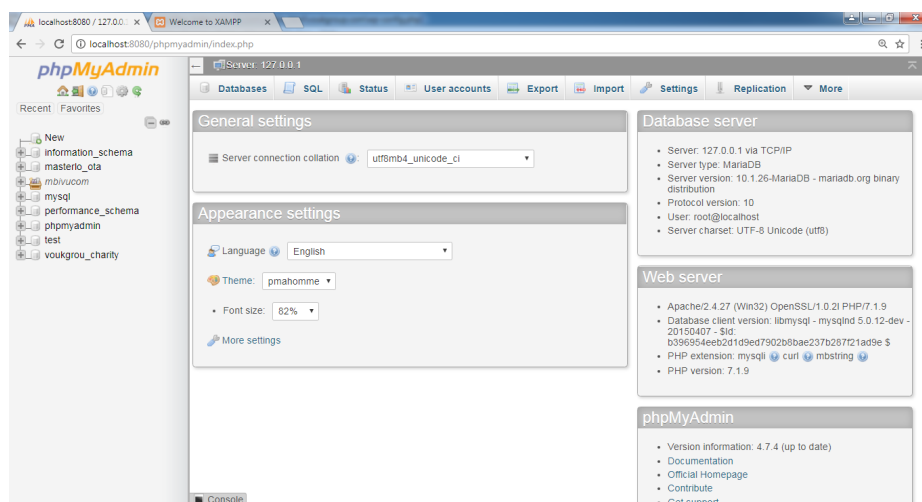 localhost:8080 / 127.0.0
Welcome to XAMPP
localhost:8080/phpmyadmin/index.php
phpMyAdmin
Recent Favorites
New
information_schema
masterlo_ota
mbivucom
mysql
performance_schema
phpmyadmin
test
voukgrou_charity
Server: 127.0.0.1
Databases SQL Status User accounts Export Import Settings Replication More
General settings
Server connection collation : utf8mb4_unicode_ci
Appearance settings
Language English
Theme: pmahomme
Font size: 82%
More settings
Console
Database server
Server: 127.0.0.1 via TCP/IP
Server type: MariaDB
Server version: 10.1.26-MariaDB - mariadb.org binary
distribution
Protocol version: 10
User: root@localhost
Server charset: UTF-8 Unicode (utf8)
Web server
Apache/2.4.27 (Win32) OpenSSL/1.0.2l PHP/7.1.9
Database client version: libmysql - mysqlnd 5.0.12-dev -
20150407 - $Id:
b396954eeb2d1d9ed7902b8bae237b287f21ad9e $
PHP extension: mysqli curl mbstring
PHP version: 7.1.9
phpMyAdmin
Version information: 4.7.4 (up to date)
Documentation
Official Homepage
Contribute
Get support